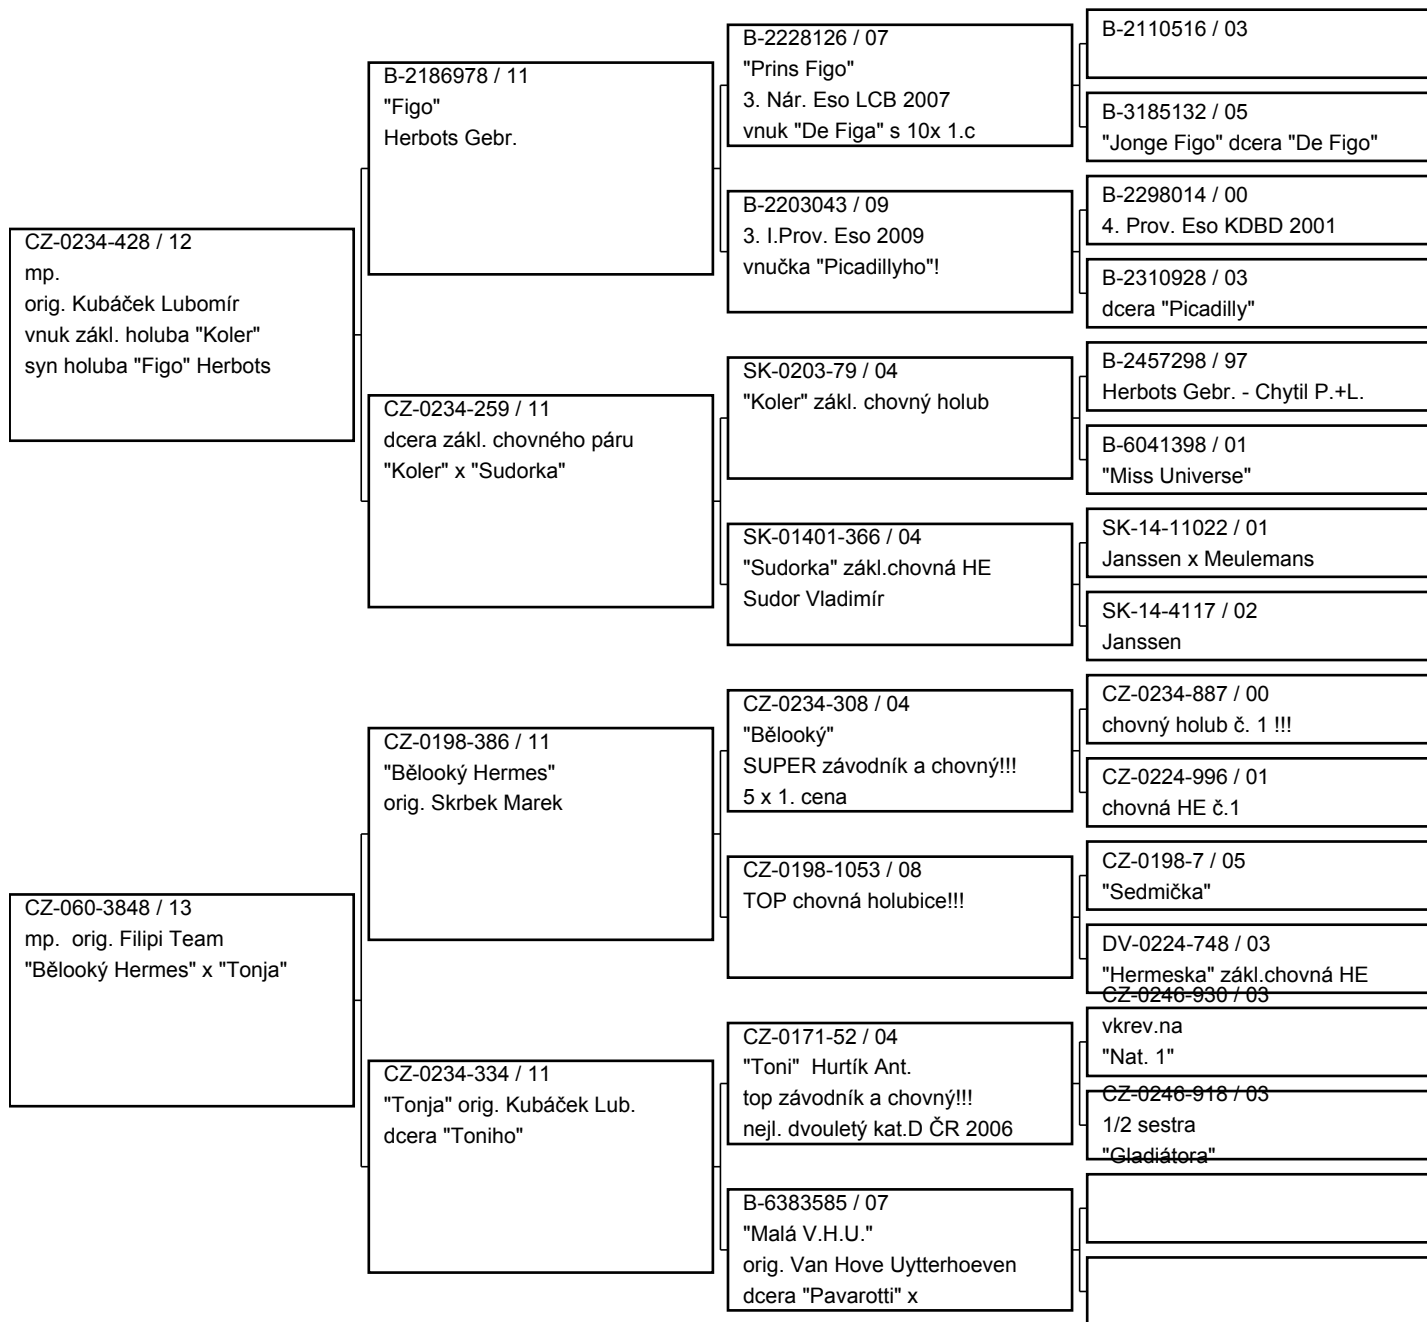 CZ-0234-428 / 12
mp.
orig. Kubáček Lubomír
vnuk zákl. holuba "Koler"
syn holuba "Figo" Herbots
CZ-060-3848 / 13
mp.  orig. Filipi Team
"Bělooký Hermes" x "Tonja"
B-2186978 / 11
"Figo"
Herbots Gebr.
CZ-0234-259 / 11
dcera zákl. chovného páru
"Koler" x "Sudorka"
CZ-0198-386 / 11
"Bělooký Hermes"
orig. Skrbek Marek
CZ-0234-334 / 11
"Tonja" orig. Kubáček Lub.
dcera "Toniho"
B-2228126 / 07
"Prins Figo"
3. Nár. Eso LCB 2007
vnuk "De Figa" s 10x 1.c
B-2203043 / 09
3. I.Prov. Eso 2009
vnučka "Picadillyho"!
SK-0203-79 / 04
"Koler" zákl. chovný holub
SK-01401-366 / 04
"Sudorka" zákl.chovná HE
Sudor Vladimír
CZ-0234-308 / 04
"Bělooký"
SUPER závodník a chovný!!!
5 x 1. cena
CZ-0198-1053 / 08
TOP chovná holubice!!!
CZ-0171-52 / 04
"Toni"  Hurtík Ant.
top závodník a chovný!!!
nejl. dvouletý kat.D ČR 2006
B-6383585 / 07
"Malá V.H.U."
orig. Van Hove Uytterhoeven
dcera "Pavarotti" x
B-2110516 / 03
B-3185132 / 05
"Jonge Figo" dcera "De Figo"
B-2298014 / 00
4. Prov. Eso KDBD 2001
B-2310928 / 03
dcera "Picadilly"
B-2457298 / 97
Herbots Gebr. - Chytil P.+L.
B-6041398 / 01
"Miss Universe"
SK-14-11022 / 01
Janssen x Meulemans
SK-14-4117 / 02
Janssen
CZ-0234-887 / 00
chovný holub č. 1 !!!
CZ-0224-996 / 01
chovná HE č.1
CZ-0198-7 / 05
"Sedmička"
DV-0224-748 / 03
"Hermeska" zákl.chovná HE
CZ-0246-930 / 03
vkrev.na
"Nat. 1"
CZ-0246-918 / 03
1/2 sestra
"Gladiátora"